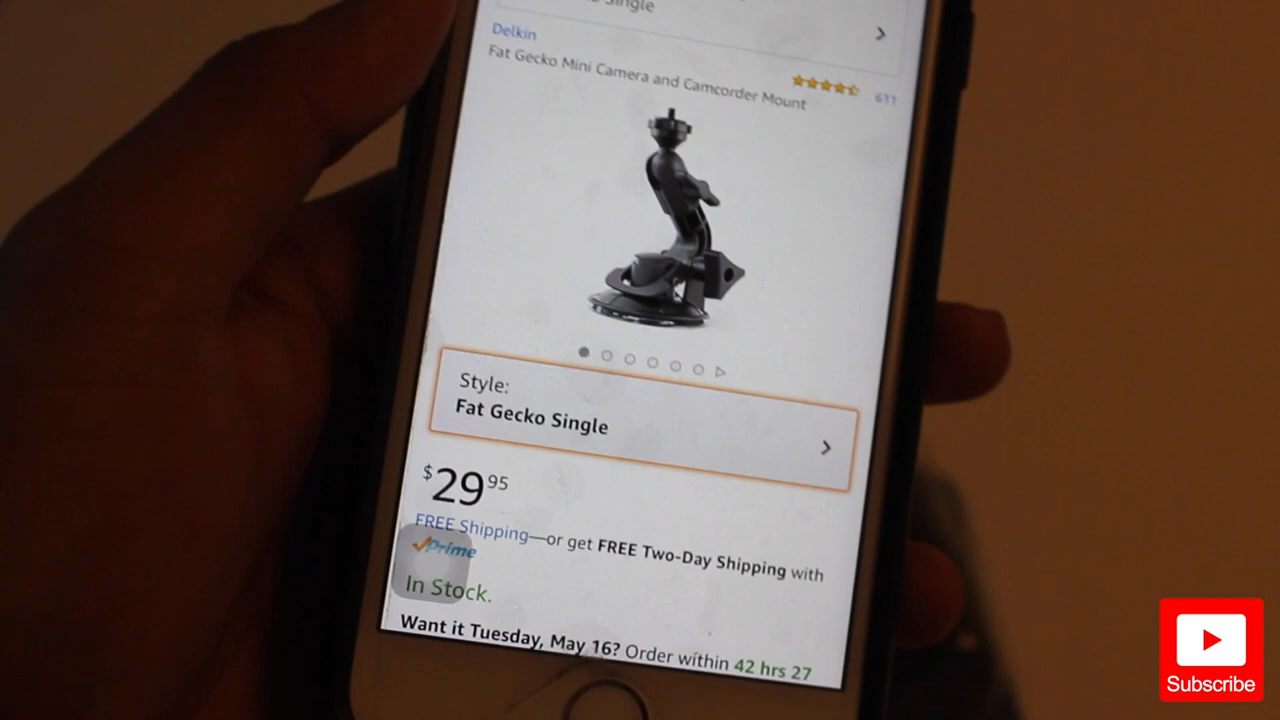 Single
Delkin
Fat Gecko Mini Camera and Camcorder Mount
611
Style:
Fat Gecko Single
$29 95
FREE Shipping—or get FREE Two-Day Shipping with
Prime
In Stock.
Want it Tuesday, May 16? Order within 42 hrs 27
Subscribe